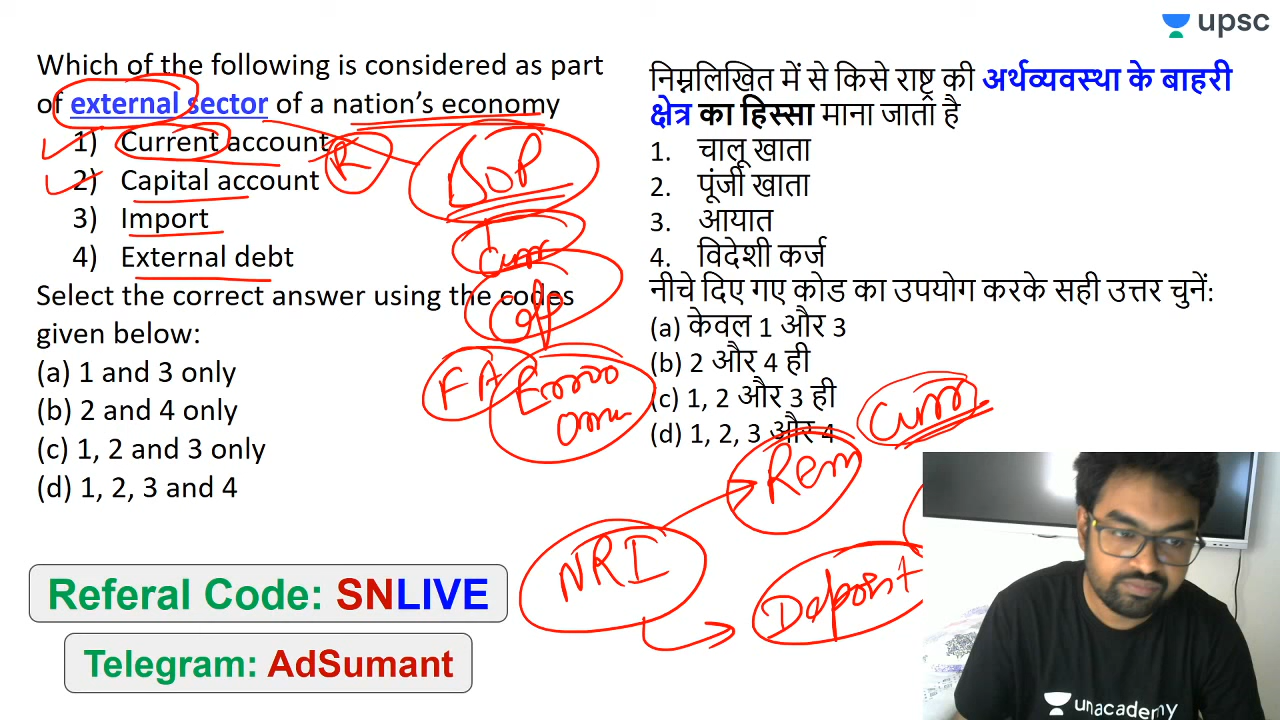 upsc
Which of the following is considered as part
of external sector of a nation's economy
1) Current account
2) Capital account
3) Import
4) External debt
Select the correct answer using the codes
given below:
(a) 1 and 3 only
(b) 2 and 4 only
(c) 1, 2 and 3 only
(d) 1, 2, 3 and 4
R
BOP
Curr
Cap
FA
Erroo
omm
निम्नलिखित में से किसे राष्ट्र की अर्थव्यवस्था के बाहरी
क्षेत्र का हिस्सा माना जाता है
1. चालू खाता
2. पूंजी खाता
3. आयात
4. विदेशी कर्ज
नीचे दिए गए कोड का उपयोग करके सही उत्तर चुनें:
(a) केवल 1 और 3
(b) 2 और 4 ही
(c) 1, 2 और 3 ही
(d) 1, 2, 3 और 4
Curr
Rem
NRI
Deposit
Referal Code: SNLIVE
Telegram: AdSumant
unacademy